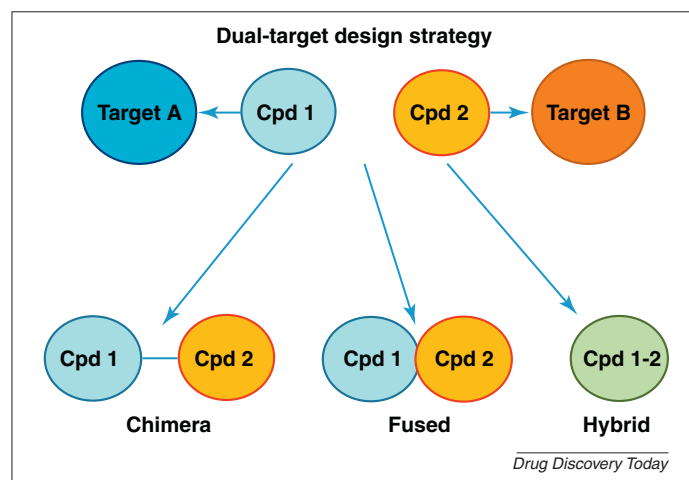 Dual-target design strategy
Target A
Cpd 1
Cpd 2
Target B
Cpd 1
Cpd 2
Cpd 1
Cpd 2
Cpd 1-2
Chimera
Fused
Hybrid
Drug Discovery Today